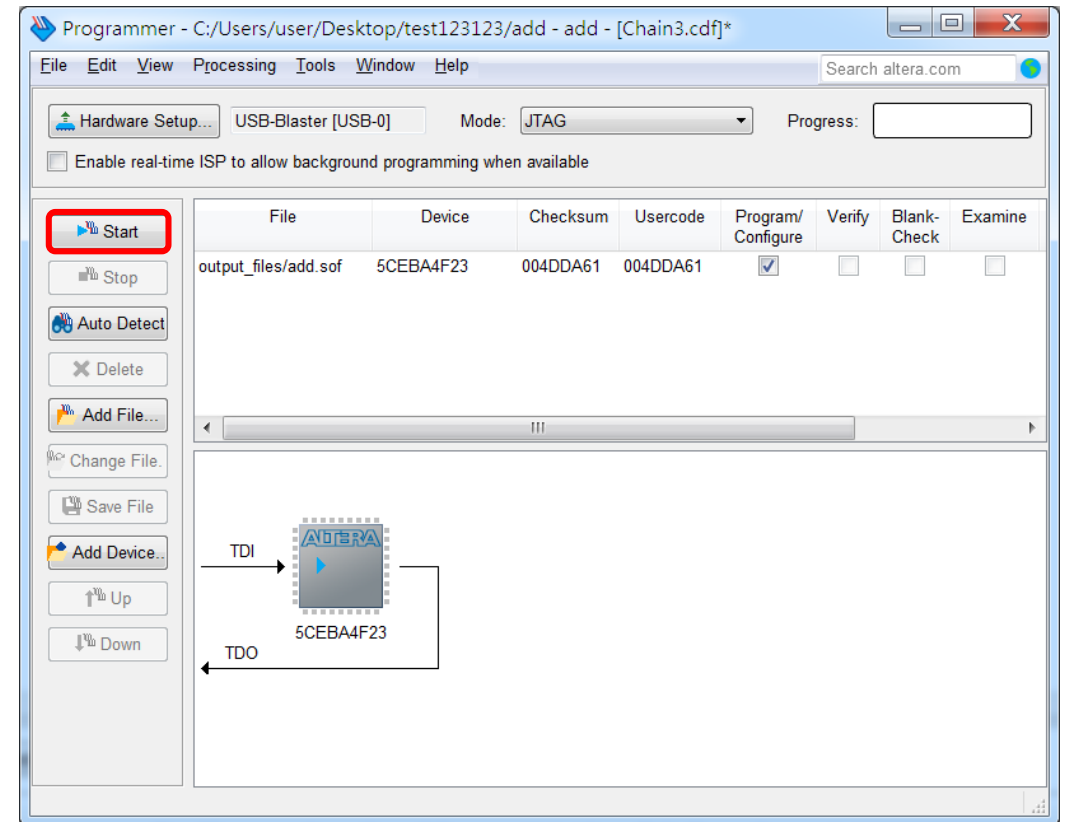 Programmer - C:/Users/user/Desktop/test123123/add - add - [Chain3.cdf]*
File Edit View Processing Tools Window Help
Search altera.com
Hardware Setup... USB-Blaster [USB-0] Mode: JTAG Progress:
Enable real-time ISP to allow background programming when available
Start
Stop
Auto Detect
Delete
Add File...
Change File.
Save File
Add Device..
Up
Down
File Device Checksum Usercode Program/ Configure Verify Blank- Check Examine
output_files/add.sof 5CEBA4F23 004DDA61 004DDA61
TDI
ALTERA
5CEBA4F23
TDO